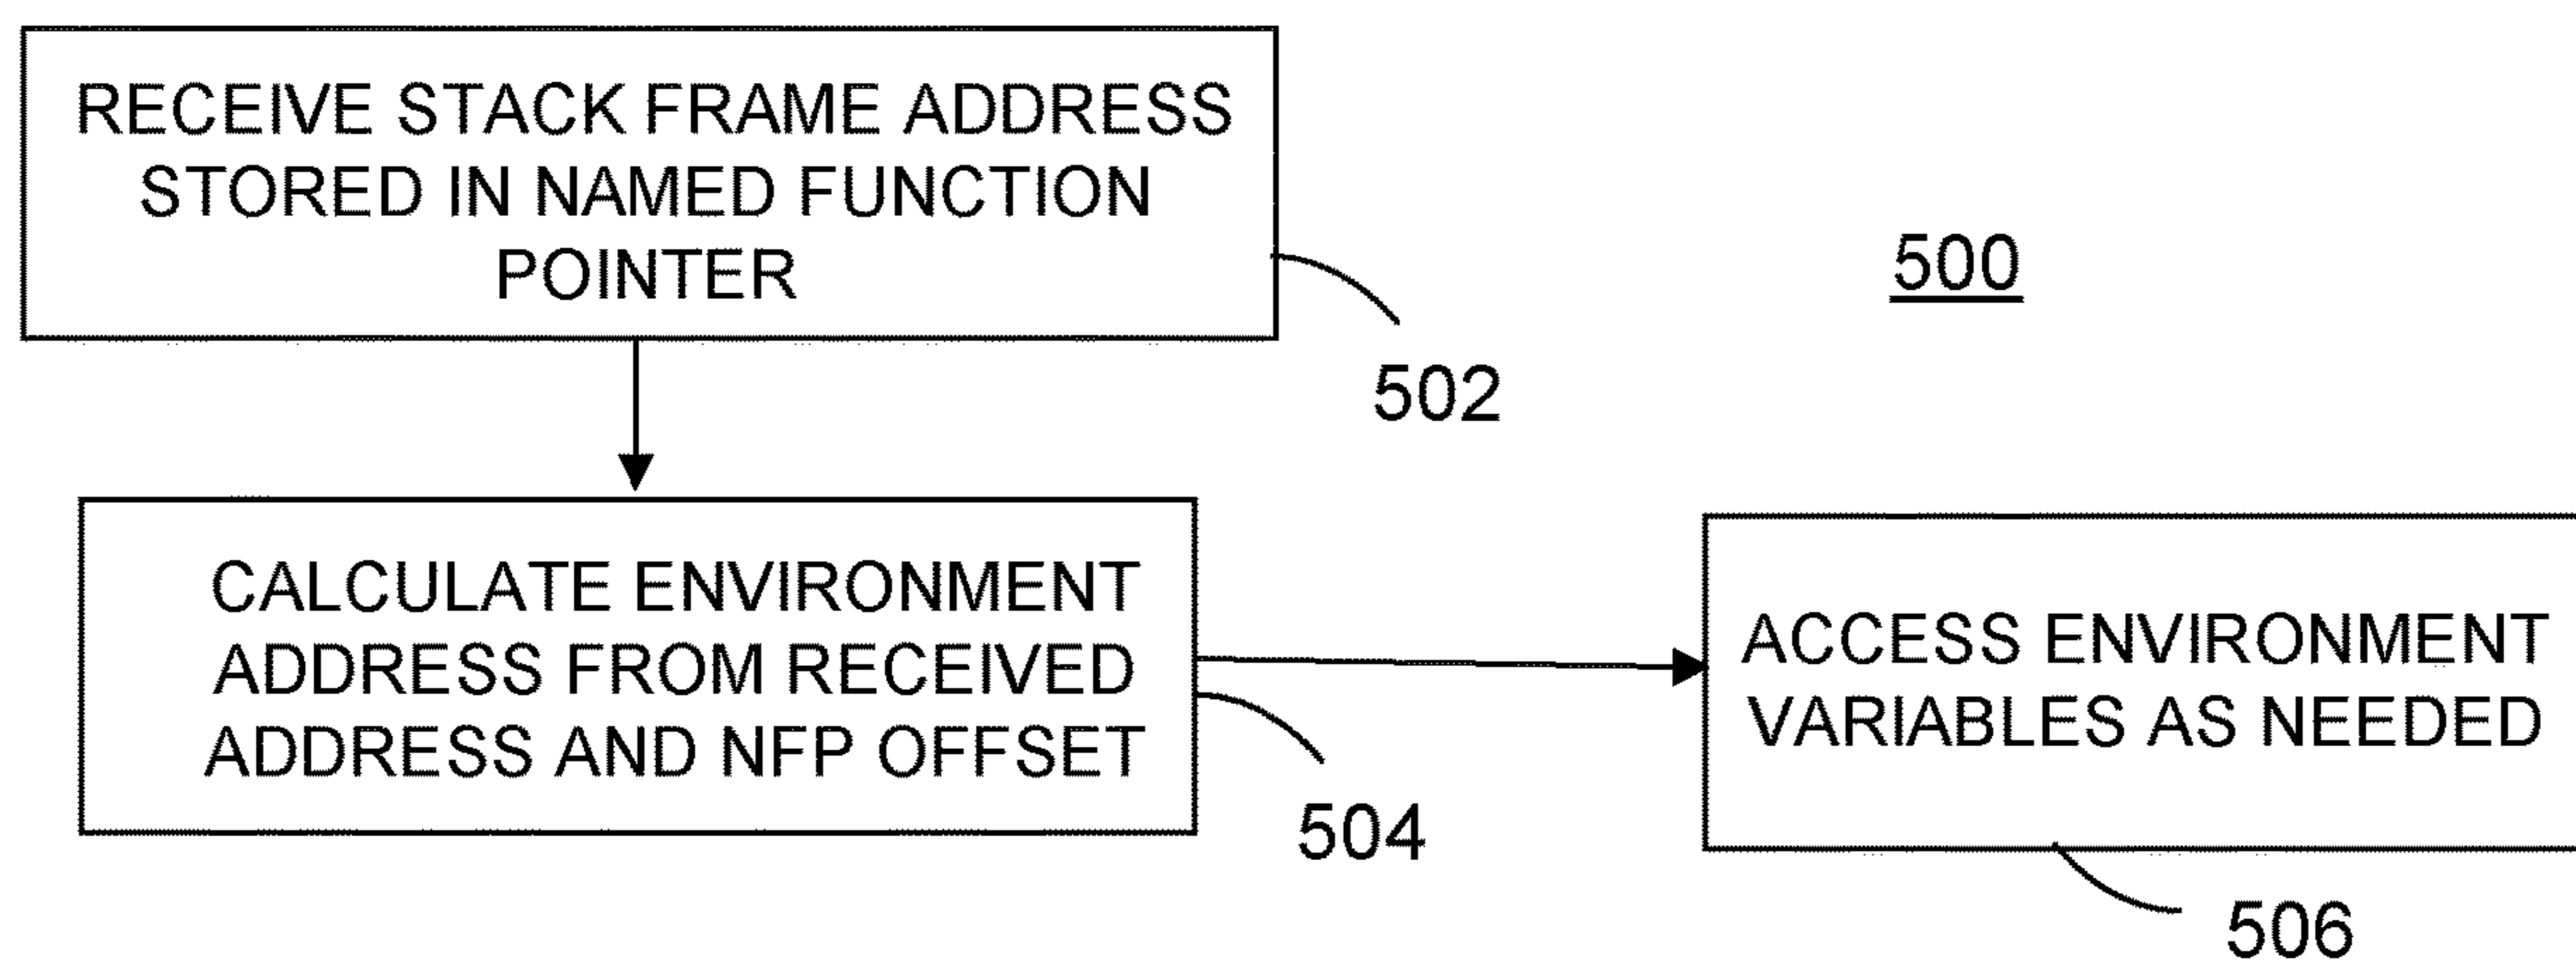 RECEIVE STACK FRAME ADDRESS
STORED IN NAMED FUNCTION
POINTER
500
502
CALCULATE ENVIRONMENT
ADDRESS FROM RECEIVED
ADDRESS AND NFP OFFSET
504
ACCESS ENVIRONMENT
VARIABLES AS NEEDED
506